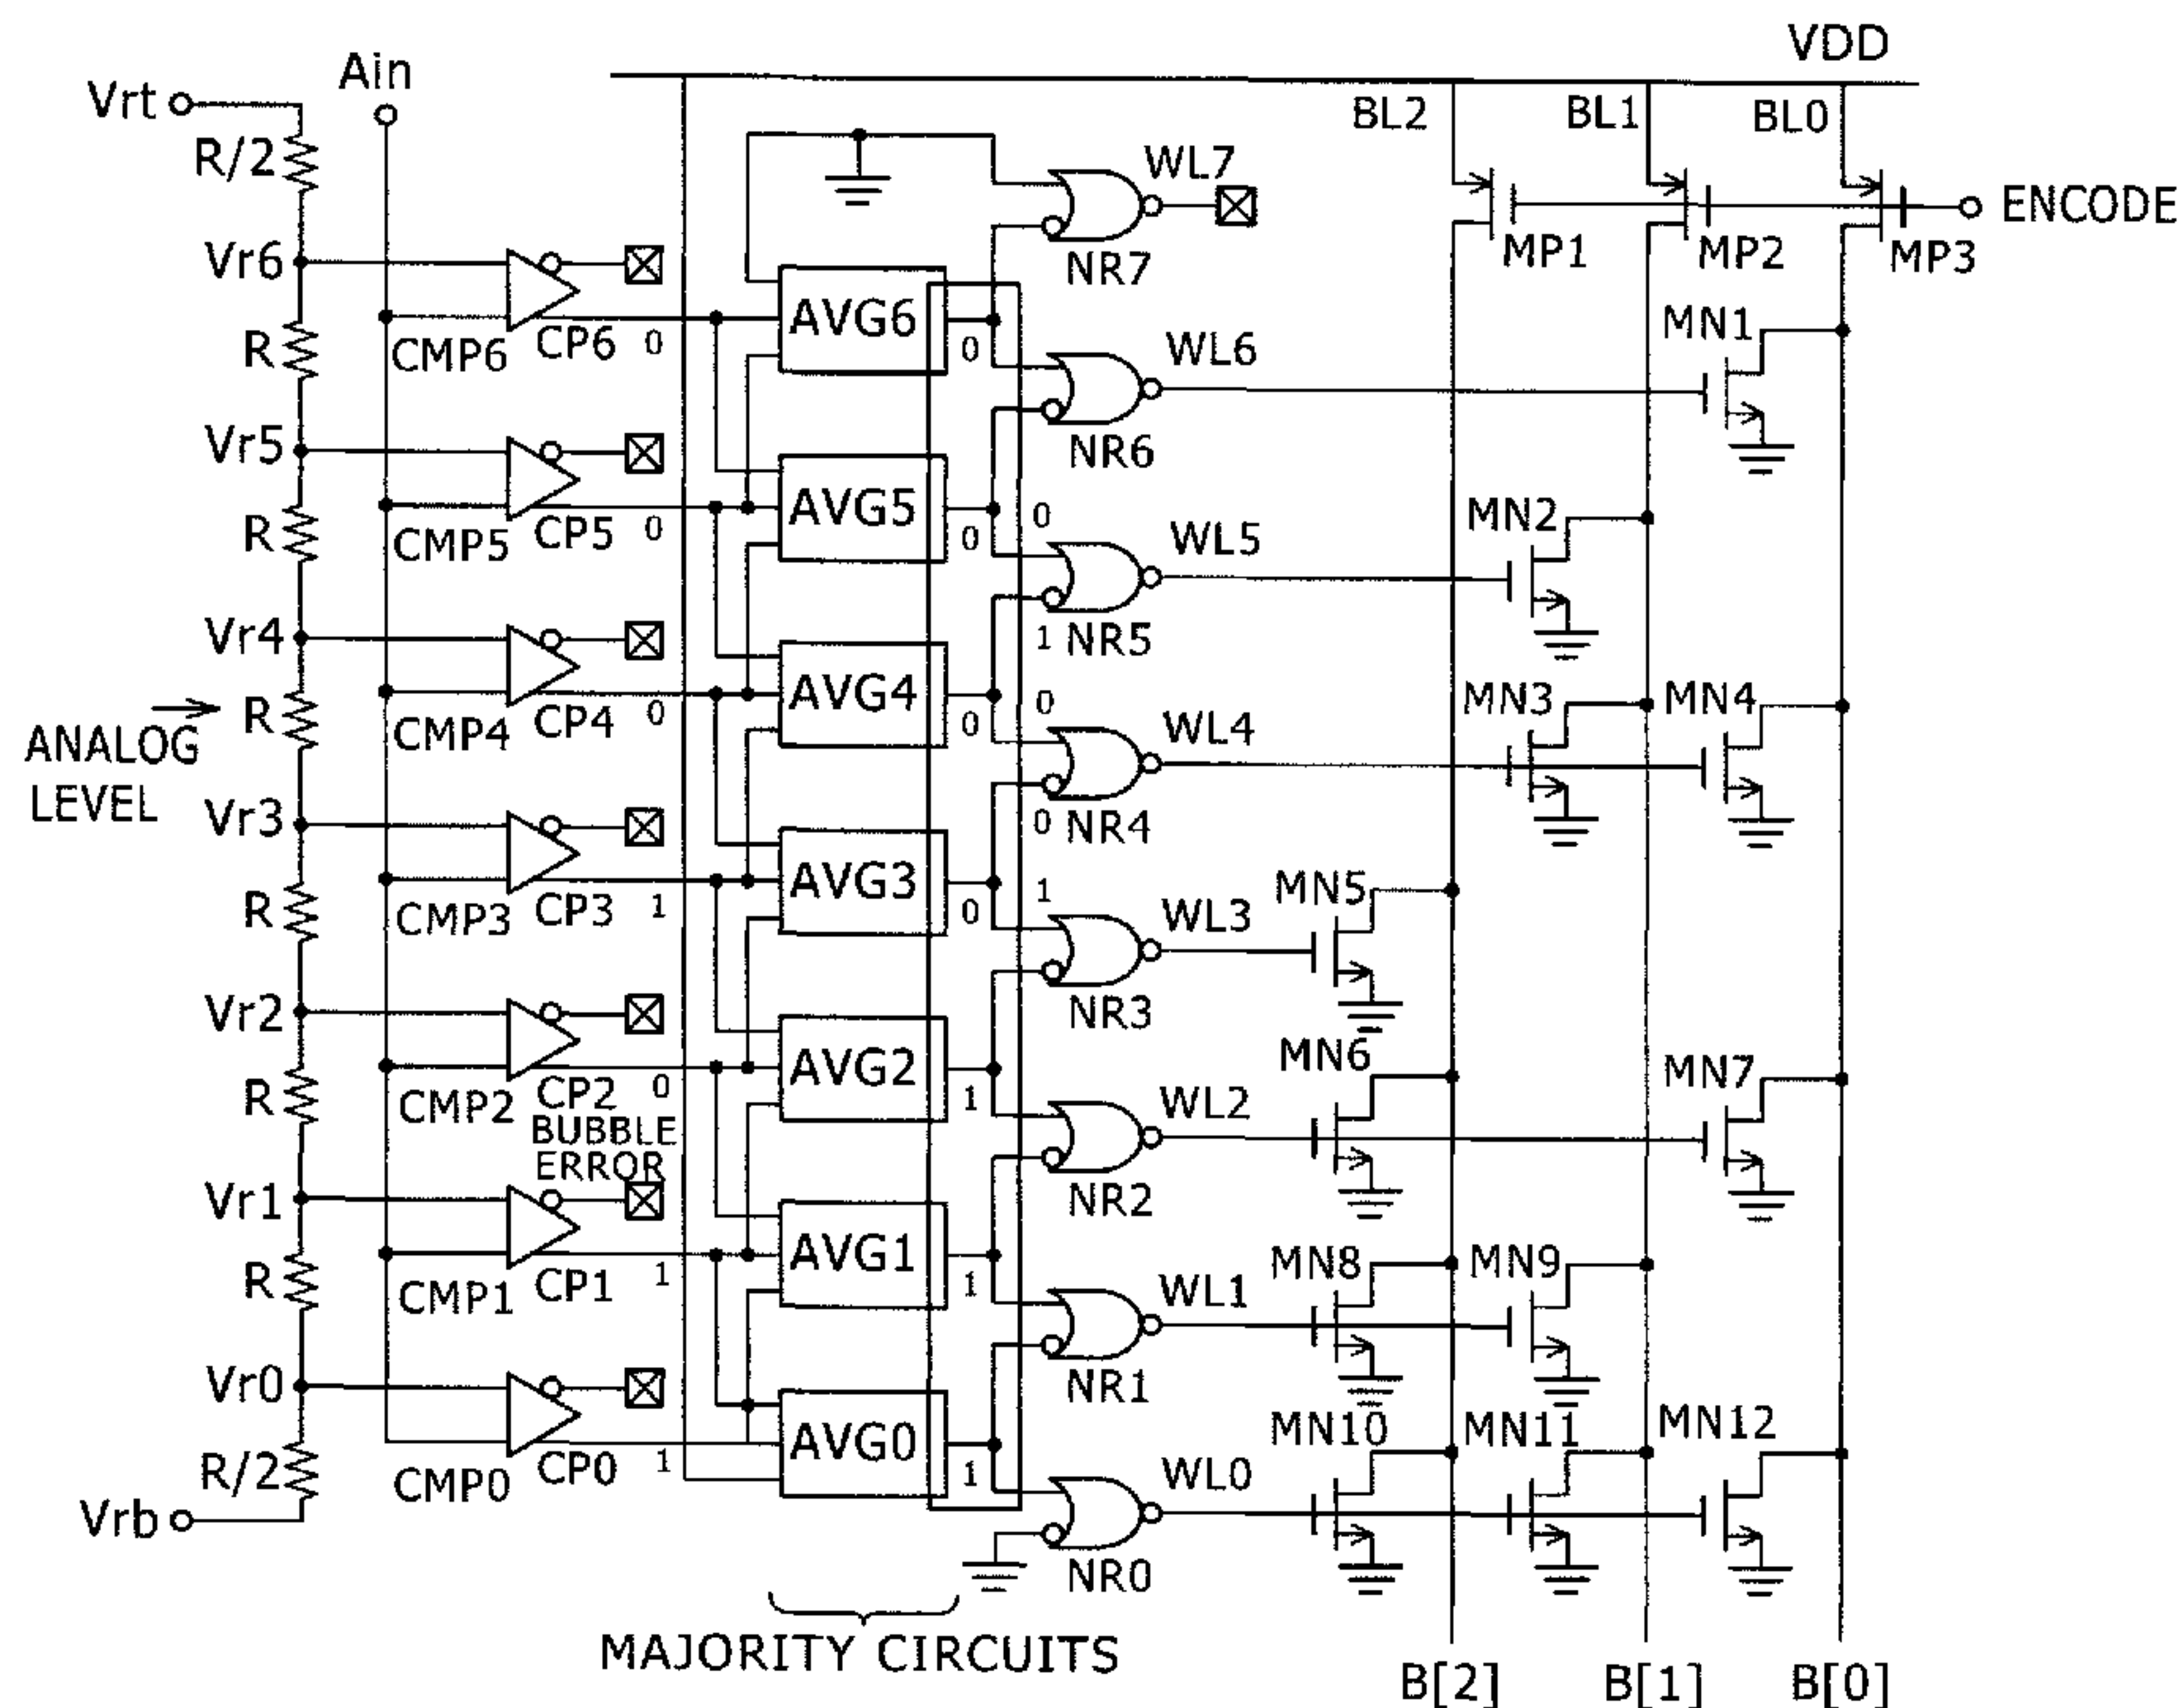 VDD
Ain
Vrt
BL2
BL1
BL0
R/2
WL7
ENCODE
Vr6
NR7
MP1
MP2
MP3
AVG6
R
CMP6
CP6
0
0
WL6
MN1
Vr5
NR6
AVG5
R
CMP5
CP5
0
0
0
WL5
MN2
Vr4
1
NR5
AVG4
R
CMP4
CP4
0
0
0
WL4
MN3
MN4
ANALOG
LEVEL
Vr3
0
NR4
AVG3
R
CMP3
CP3
1
0
1
WL3
MN5
Vr2
NR3
MN6
AVG2
R
CMP2
CP2
0
1
WL2
MN7
BUBBLE
ERROR
Vr1
NR2
AVG1
R
CMP1
CP1
1
1
WL1
MN8
MN9
Vr0
NR1
AVG0
R/2
CMP0
CP0
1
1
WL0
MN10
MN11
MN12
Vrb
NR0
MAJORITY CIRCUITS
B[2]
B[1]
B[0]